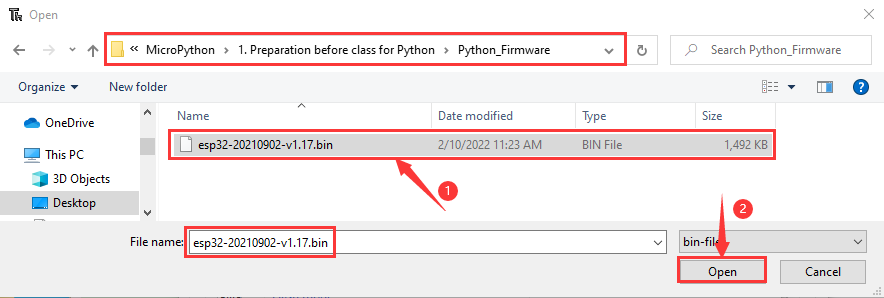 Open
« MicroPython > 1. Preparation before class for Python > Python_Firmware
Search Python_Firmware
Organize
New folder
?
Name
Date modified
Type
Size
OneDrive
esp32-20210902-v1.17.bin
2/10/2022 11:23 AM
BIN File
1,492 KB
This PC
3D Objects
Desktop
1
2
File name:
esp32-20210902-v1.17.bin
bin-file
Open
Cancel